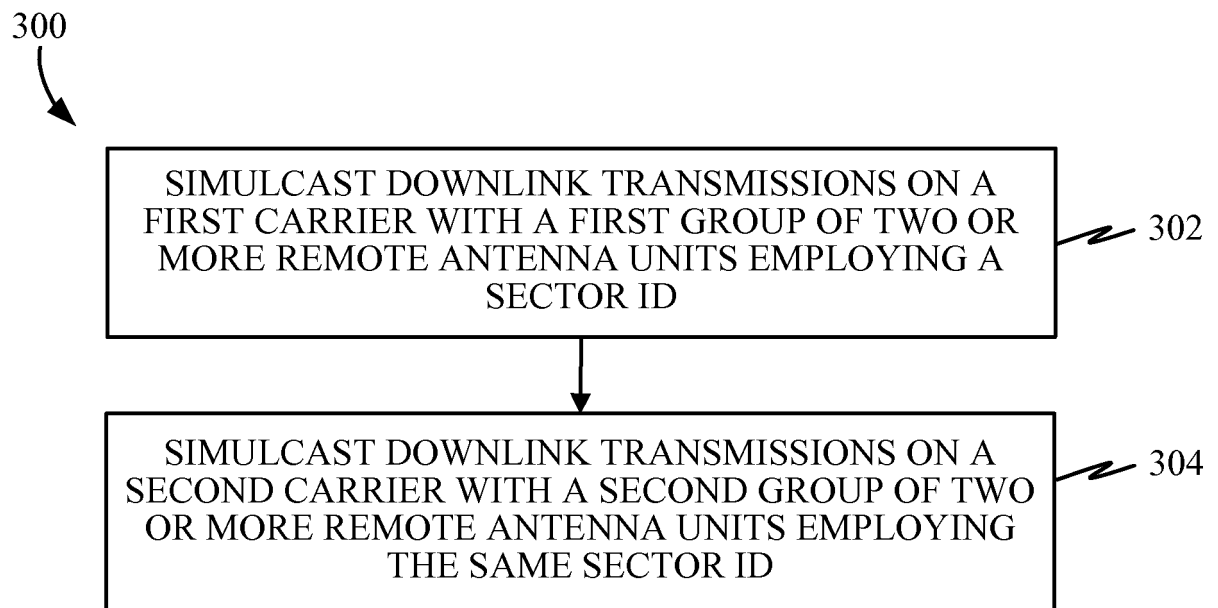 300
SIMULCAST DOWNLINK TRANSMISSIONS ON A
FIRST CARRIER WITH A FIRST GROUP OF TWO OR
MORE REMOTE ANTENNA UNITS EMPLOYING A
SECTOR ID
302
SIMULCAST DOWNLINK TRANSMISSIONS ON A
SECOND CARRIER WITH A SECOND GROUP OF TWO
OR MORE REMOTE ANTENNA UNITS EMPLOYING
THE SAME SECTOR ID
304